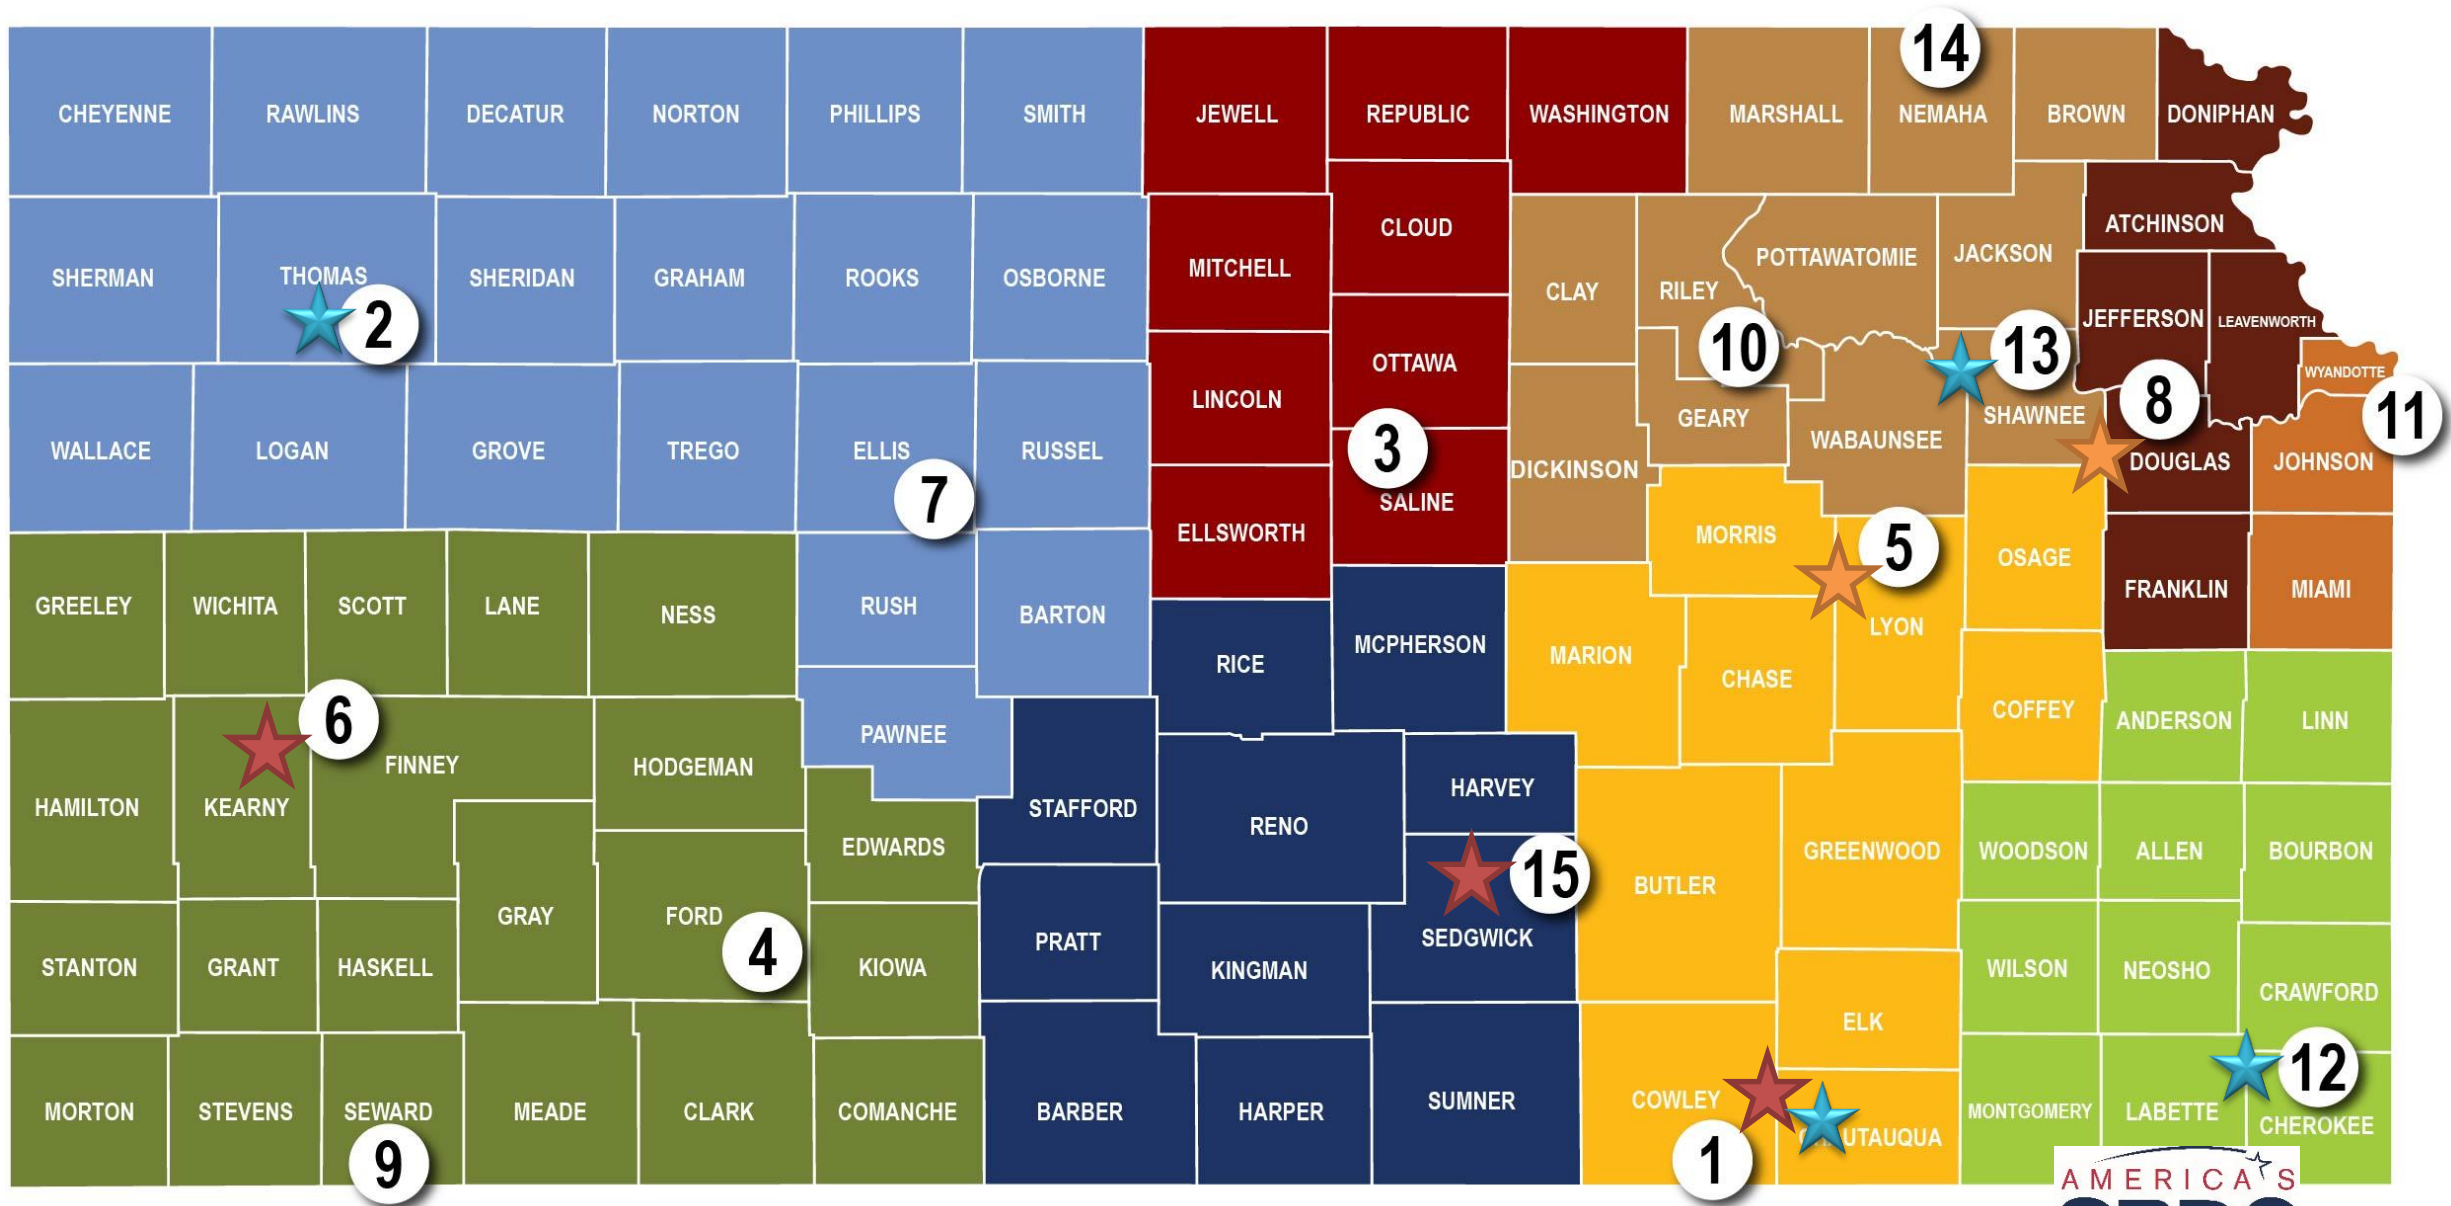 14
CHEYENNE RAWLINS DECATUR NORTON PHILLIPS SMITH JEWELL REPUBLIC WASHINGTON MARSHALL NEMAHA BROWN DONIPHAN
CLOUD ATCHINSON
SHERMAN THOMAS SHERIDAN GRAHAM ROOKS OSBORNE MITCHELL CLAY RILEY POTTAWATOMIE JACKSON
2 10 13 JEFFERSON LEAVENWORTH
OTTAWA WYANDOTTE
LINCOLN GEARY SHAWNEE 8 11
WALLACE LOGAN GROVE TREGO ELLIS RUSSEL 3 DICKINSON WABAUNSEE DOUGLAS JOHNSON
7 SALINE
ELLSWORTH MORRIS 5 OSAGE
GREELEY WICHITA SCOTT LANE NESS RUSH BARTON FRANKLIN MIAMI
RICE MCPHERSON MARION LYON
6 PAWNEE CHASE COFFEY ANDERSON LINN
HAMILTON KEARNY FINNEY HODGEMAN STAFFORD RENO HARVEY
EDWARDS 15 BUTLER GREENWOOD WOODSON ALLEN BOURBON
GRAY FORD PRATT SEDGWICK
4
STANTON GRANT HASKELL KIOWA KINGMAN WILSON NEOSHO CRAWFORD
ELK 12
MORTON STEVENS SEWARD MEADE CLARK COMANCHE BARBER HARPER SUMNER COWLEY MONTGOMERY LABETTE CHEROKEE
9 1 UTAUQUA
AMERICA'S